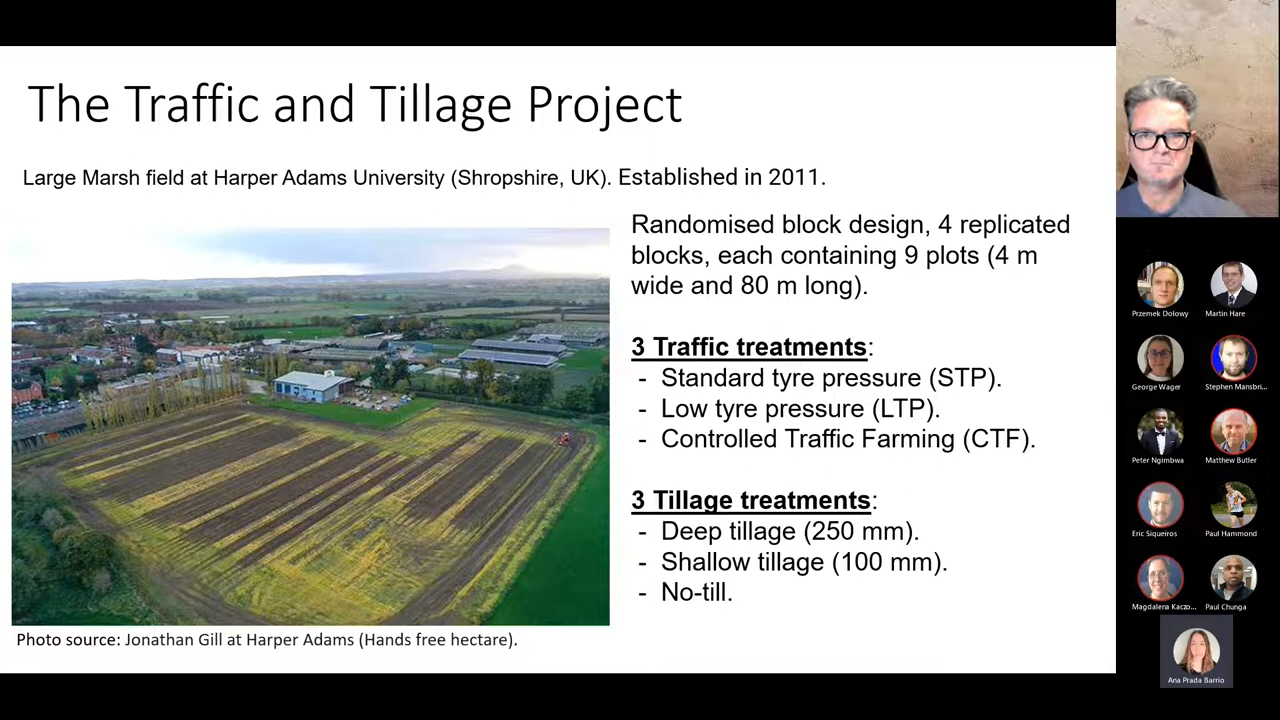 The Traffic and Tillage Project
Large Marsh field at Harper Adams University (Shropshire, UK). Established in 2011.
Randomised block design, 4 replicated
blocks, each containing 9 plots (4 m
wide and 80 m long).
3 Traffic treatments:
- Standard tyre pressure (STP).
- Low tyre pressure (LTP).
- Controlled Traffic Farming (CTF).
3 Tillage treatments:
- Deep tillage (250 mm).
- Shallow tillage (100 mm).
- No-till.
Photo source: Jonathan Gill at Harper Adams (Hands free hectare).
Przemek Dolowy
Martin Hare
George Wager
Stephen Mansbri...
Peter Ngimbwa
Matthew Butler
Eric Siqueiros
Paul Hammond
Magdalena Kaczo...
Paul Chunga
Ana Prada Barrio